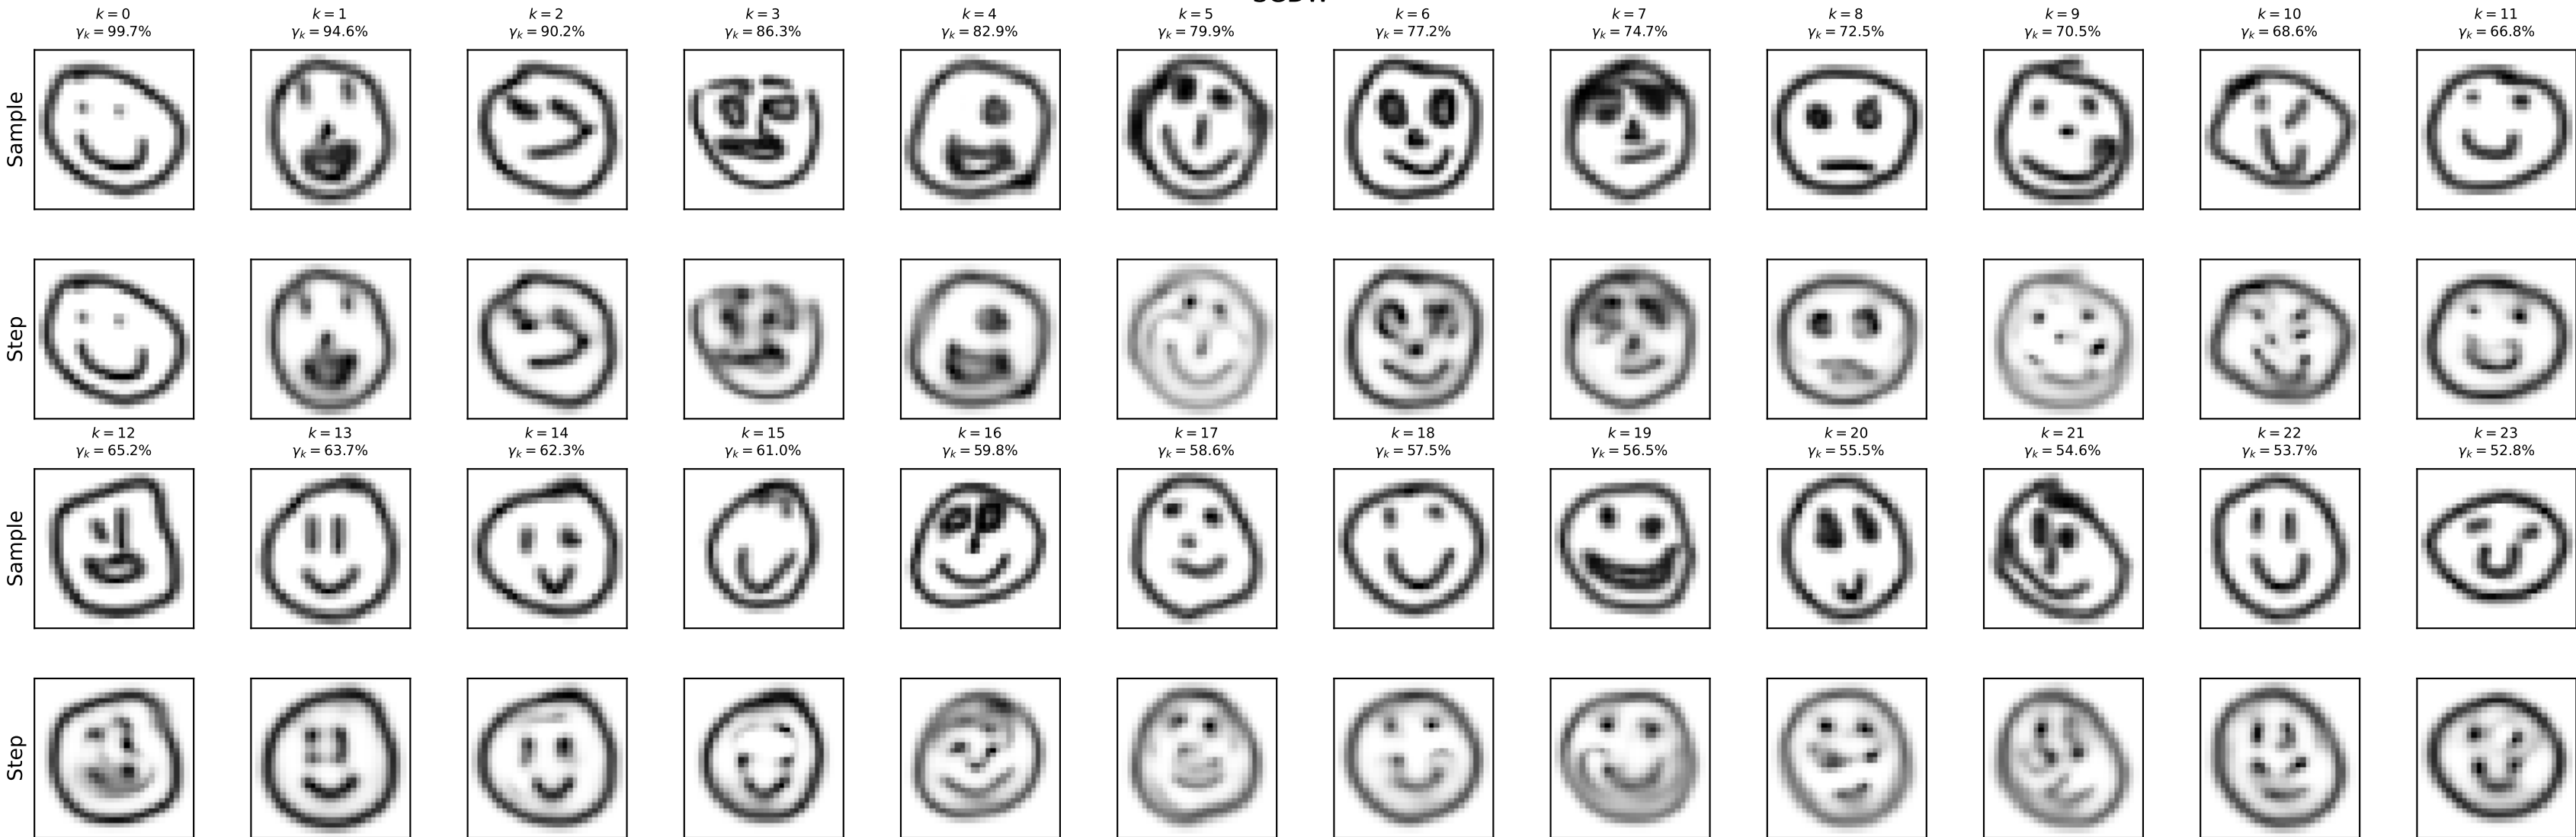 k = 0 k = 1 k = 2 k = 3 k = 4 k = 5 k = 6 k = 7 k = 8 k = 9 k = 10 k = 11
γₖ = 99.7% γₖ = 94.6% γₖ = 90.2% γₖ = 86.3% γₖ = 82.9% γₖ = 79.9% γₖ = 77.2% γₖ = 74.7% γₖ = 72.5% γₖ = 70.5% γₖ = 68.6% γₖ = 66.8%
Sample
Step
k = 12 k = 13 k = 14 k = 15 k = 16 k = 17 k = 18 k = 19 k = 20 k = 21 k = 22 k = 23
γₖ = 65.2% γₖ = 63.7% γₖ = 62.3% γₖ = 61.0% γₖ = 59.8% γₖ = 58.6% γₖ = 57.5% γₖ = 56.5% γₖ = 55.5% γₖ = 54.6% γₖ = 53.7% γₖ = 52.8%
Sample
Step